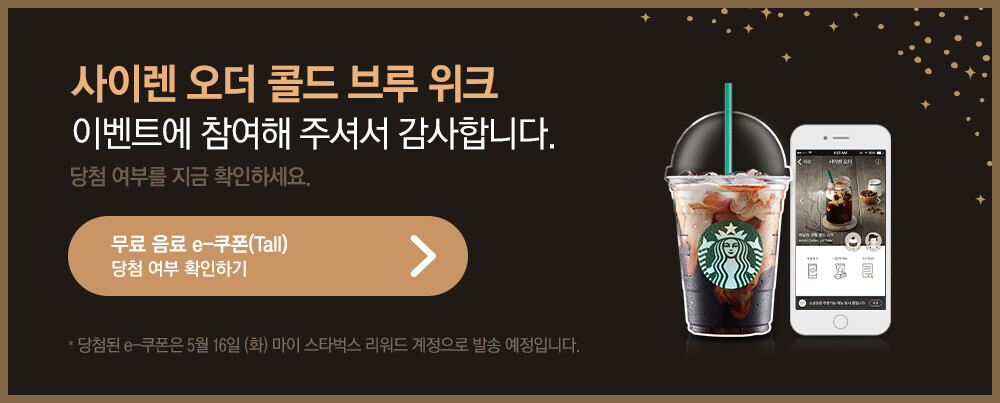 사이렌 오더 콜드 브루 위크
이벤트에 참여해 주셔서 감사합니다.
당첨 여부를 지금 확인하세요.
무료 음료 e-쿠폰(Tall)
당첨 여부 확인하기
* 당첨된 e-쿠폰은 5월 16일 (화) 마이 스타벅스 리워드 계정으로 발송 예정입니다.
사이렌 오더